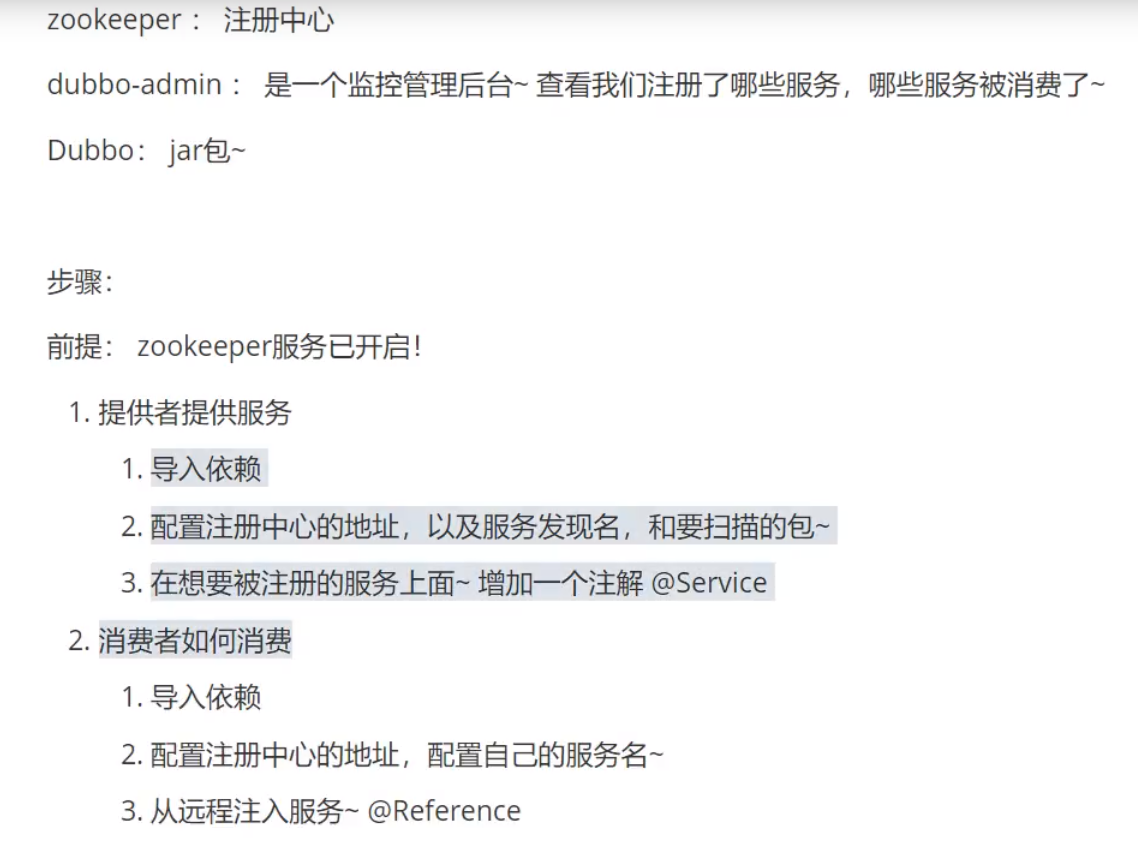 zookeeper： 注册中心
dubbo-admin： 是一个监控管理后台~ 查看我们注册了哪些服务，哪些服务被消费了~
Dubbo： jar包~
步骤：
前提： zookeeper服务已开启！
1. 提供者提供服务
1. 导入依赖
2. 配置注册中心的地址，以及服务发现名，和要扫描的包~
3. 在想要被注册的服务上面~ 增加一个注解 @Service
2. 消费者如何消费
1. 导入依赖
2. 配置注册中心的地址，配置自己的服务名~
3. 从远程注入服务~ @Reference